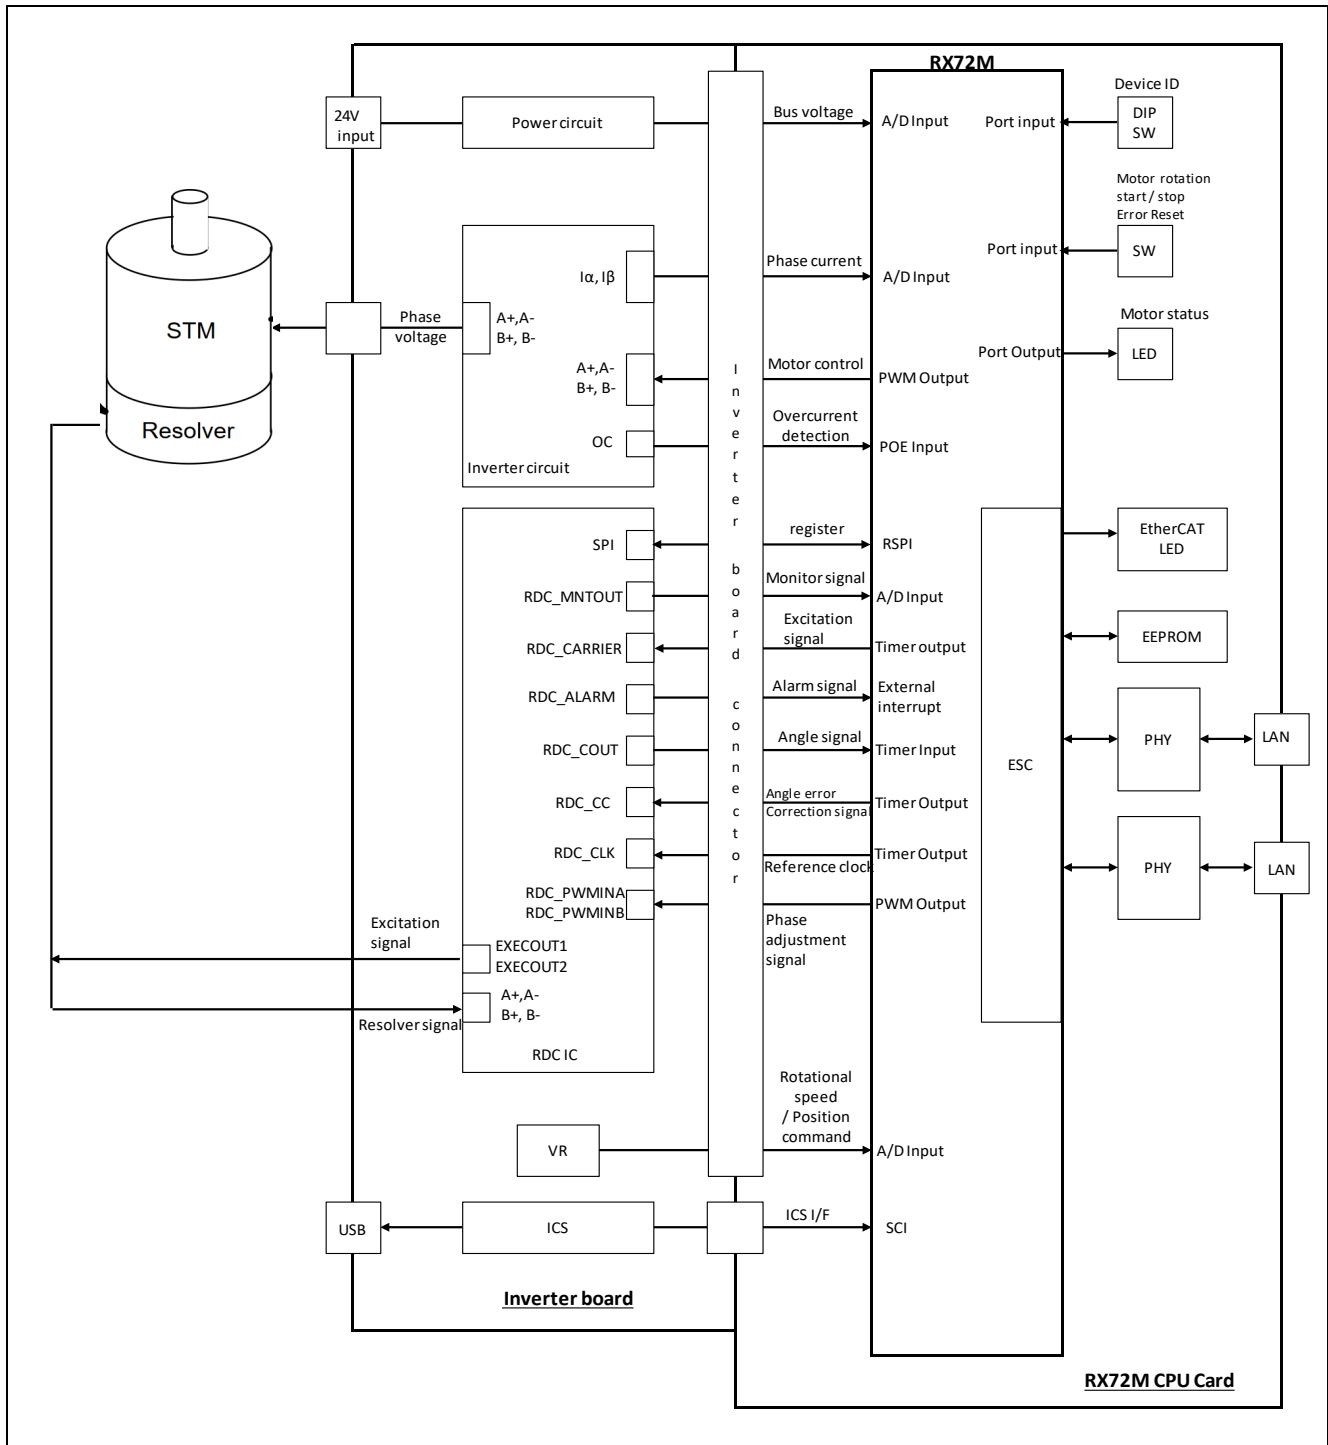 RX72M
24V
input
Power circuit
Bus voltage
A/D Input
Port input
Device ID
DIP
SW
Motor rotation
start / stop
Error Reset
Port input
SW
STM
Resolver
Phase
voltage
A+,A-
B+, B-
Iα, Iβ
Phase current
A/D Input
Motor status
Port Output
LED
A+,A-
B+, B-
Motor control
PWM Output
OC
Overcurrent
detection
POE Input
Inverter circuit
Inverter board connector
SPI
register
RSPI
EtherCAT
LED
RDC_MNTOUT
Monitor signal
A/D Input
RDC_CARRIER
Excitation
signal
Timer output
EEPROM
RDC_ALARM
Alarm signal
External
interrupt
RDC_COUT
Angle signal
Timer Input
ESC
PHY
LAN
RDC_CC
Angle error
Correction signal
Timer Output
RDC_CLK
Reference clock
Timer Output
PHY
LAN
RDC_PWMINA
RDC_PWMINB
Phase
adjustment
signal
PWM Output
Excitation
signal
EXECOUT1
EXECOUT2
Resolver signal
A+,A-
B+, B-
RDC IC
VR
Rotational
speed
/ Position
command
A/D Input
USB
ICS
ICS I/F
SCI
Inverter board
RX72M CPU Card